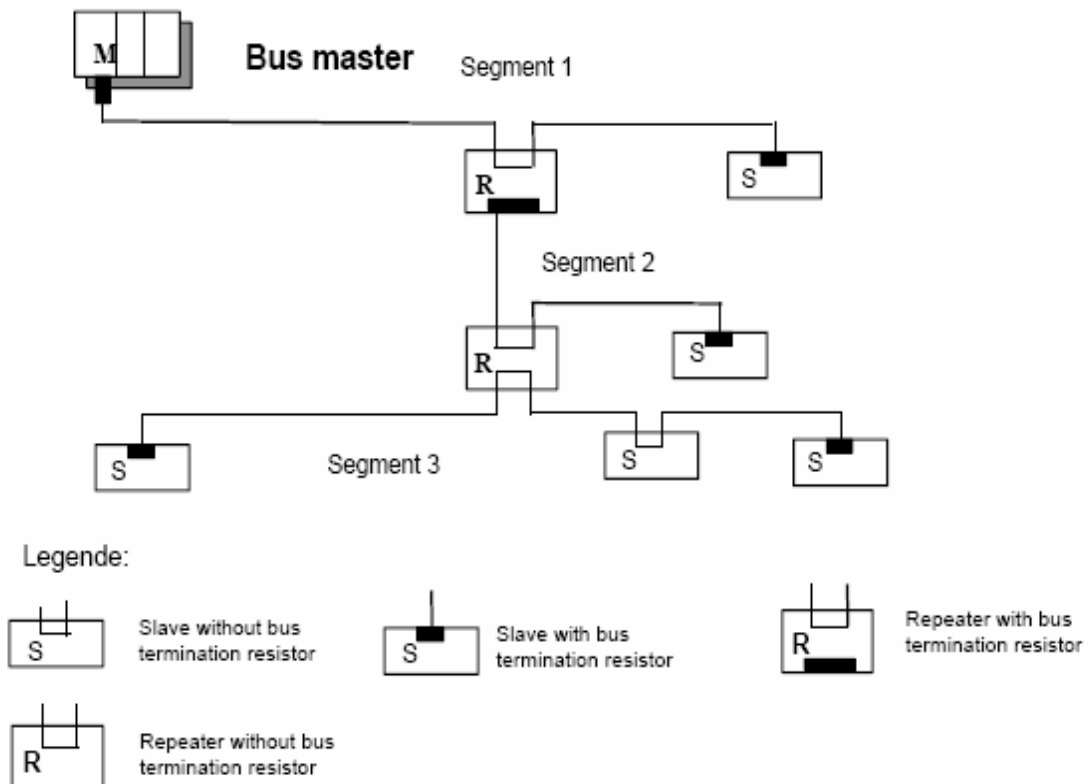 M
Bus master
Segment 1
R
S
Segment 2
R
S
S
Segment 3
S
S
Legende:
S
Slave without bus
termination resistor
S
Slave with bus
termination resistor
R
Repeater with bus
termination resistor
R
Repeater without bus
termination resistor